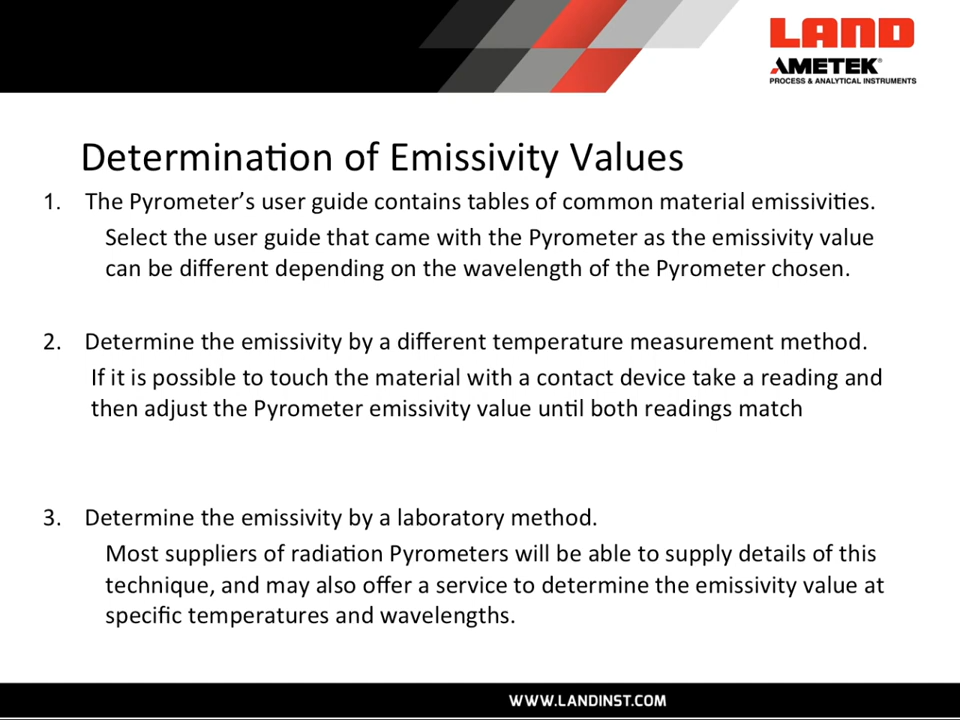 LAND
AMETEK®
PROCESS & ANALYTICAL INSTRUMENTS
Determination of Emissivity Values
1. The Pyrometer’s user guide contains tables of common material emissivities.
Select the user guide that came with the Pyrometer as the emissivity value
can be different depending on the wavelength of the Pyrometer chosen.
2. Determine the emissivity by a different temperature measurement method.
If it is possible to touch the material with a contact device take a reading and
then adjust the Pyrometer emissivity value until both readings match
3. Determine the emissivity by a laboratory method.
Most suppliers of radiation Pyrometers will be able to supply details of this
technique, and may also offer a service to determine the emissivity value at
specific temperatures and wavelengths.
WWW.LANDINST.COM